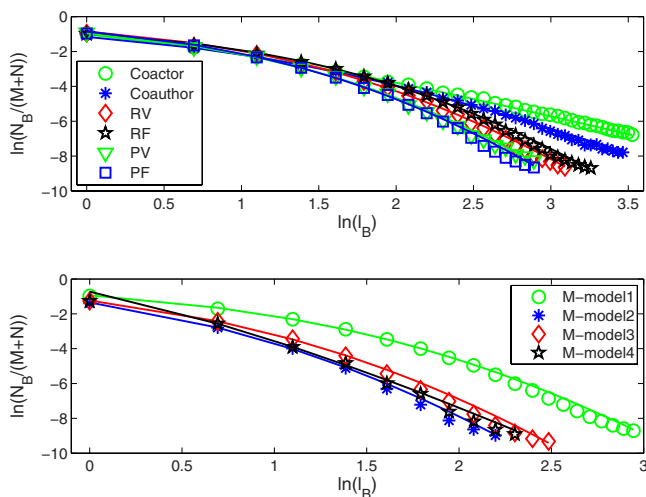 0
−2
−4
−6
−8
−10
ln(N_B/(M+N))
Coactor
Coauthor
RV
RF
PV
PF
0 0.5 1 1.5 2 2.5 3 3.5
ln(l_B)
0
−2
−4
−6
−8
−10
ln(N_B/(M+N))
M−model1
M−model2
M−model3
M−model4
0 0.5 1 1.5 2 2.5 3
ln(l_B)